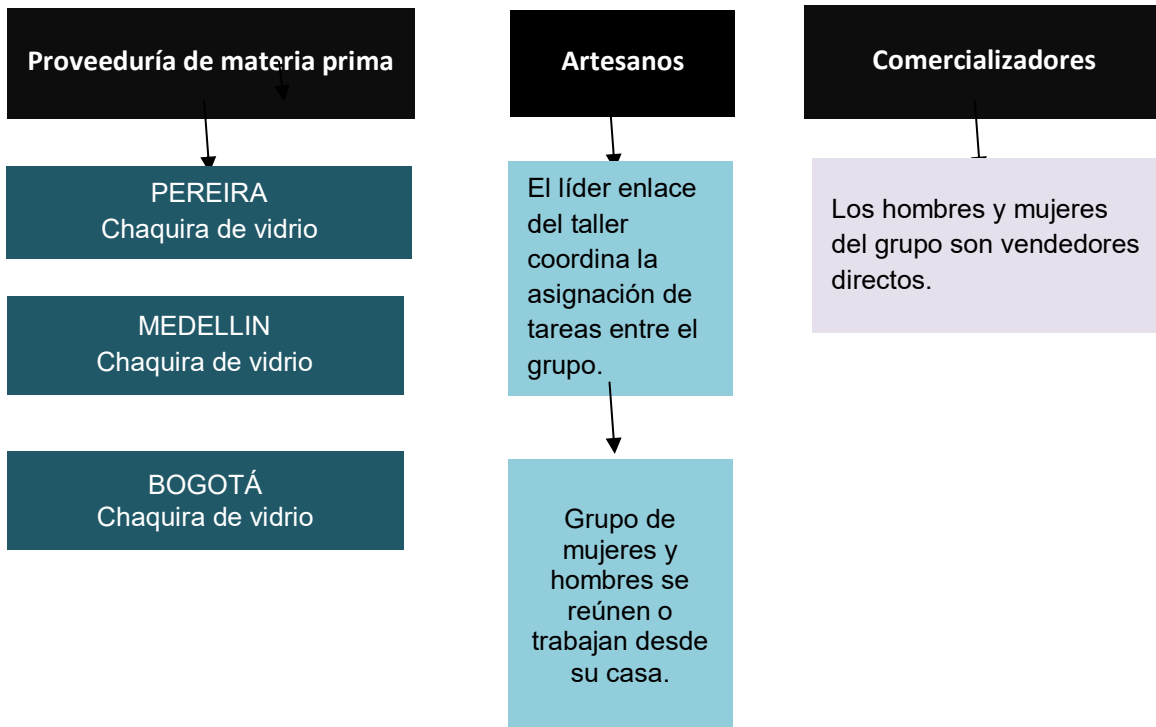 Proveeduría de materia prima
PEREIRA
Chaquira de vidrio
MEDELLIN
Chaquira de vidrio
BOGOTÁ
Chaquira de vidrio
Artesanos
El líder enlace
del taller
coordina la
asignación de
tareas entre el
grupo.
Grupo de
mujeres y
hombres se
reúnen o
trabajan desde
su casa.
Comercializadores
Los hombres y mujeres
del grupo son vendedores
directos.